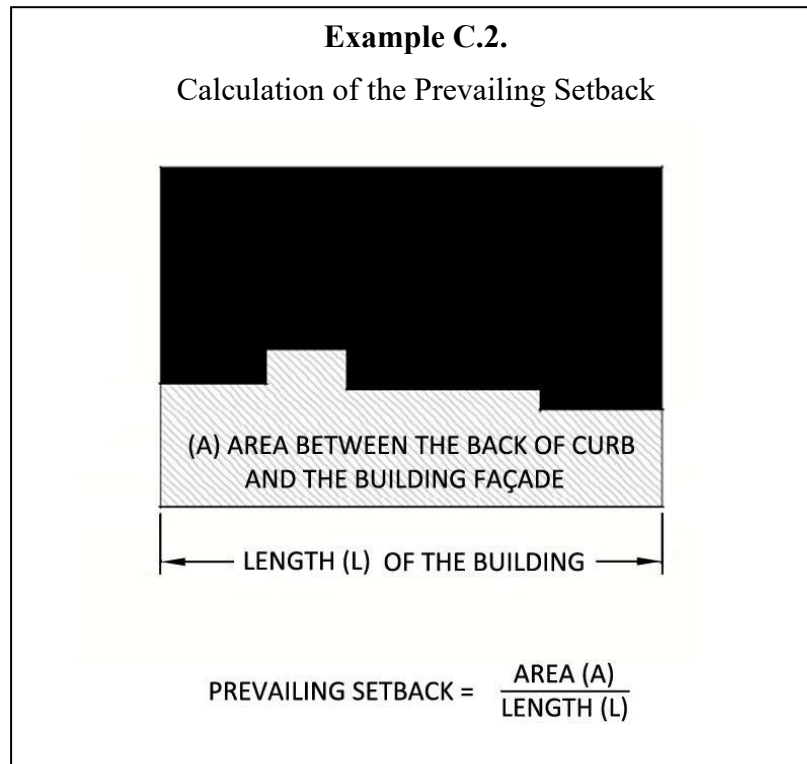 Example C.2.
Calculation of the Prevailing Setback
(A) AREA BETWEEN THE BACK OF CURB
AND THE BUILDING FAÇADE
LENGTH (L) OF THE BUILDING
PREVAILING SETBACK = AREA (A)
LENGTH (L)